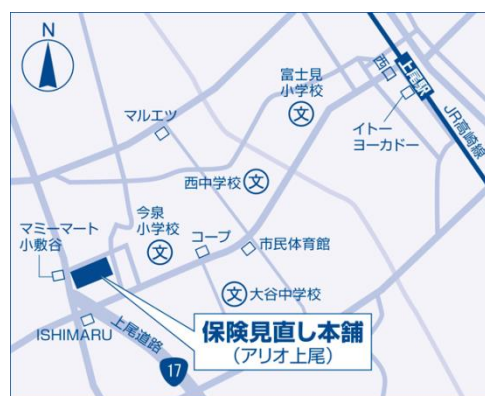 N
富士見
小学校
文
西
上尾駅
マルエツ
イトー
ヨーカドー
JR高崎線
西中学校
文
今泉
小学校
文
コープ
市民体育館
マミーマート
小敷谷
文
大谷中学校
ISHIMARU
上尾道路
17
保険見直し本舗
(アリオ上尾)